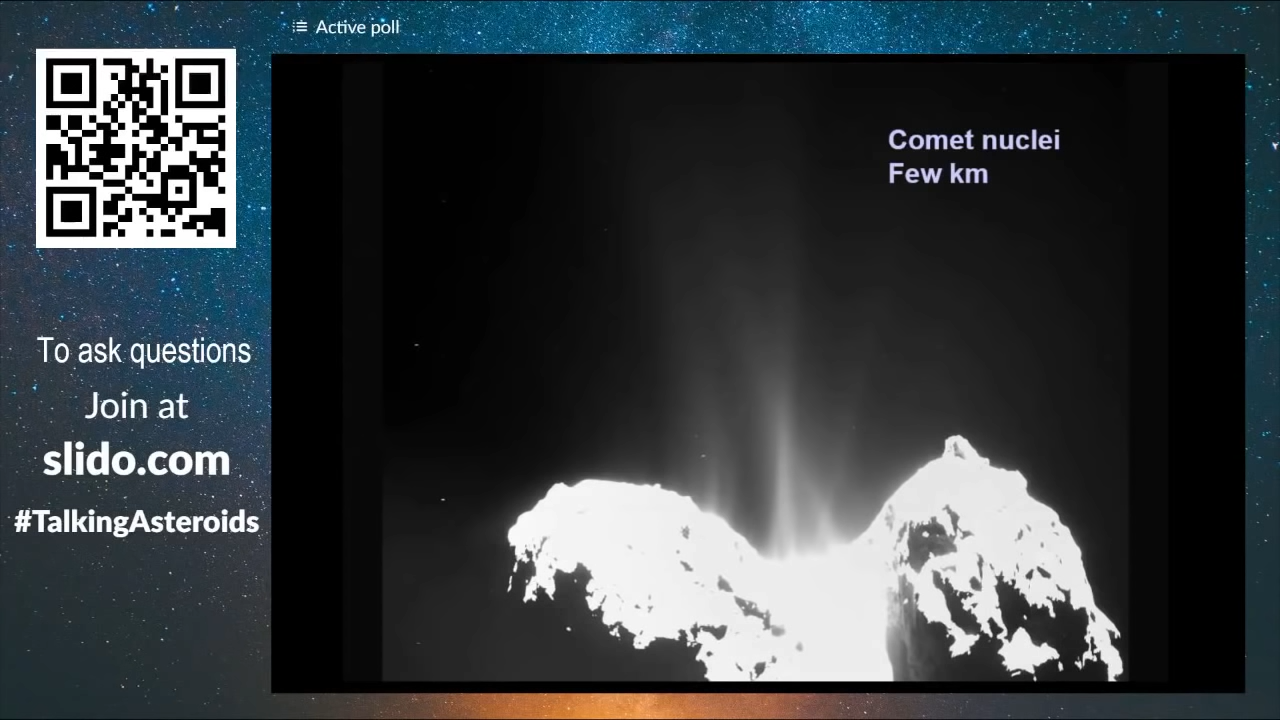 Active poll
Comet nuclei
Few km
To ask questions
Join at
slido.com
#TalkingAsteroids